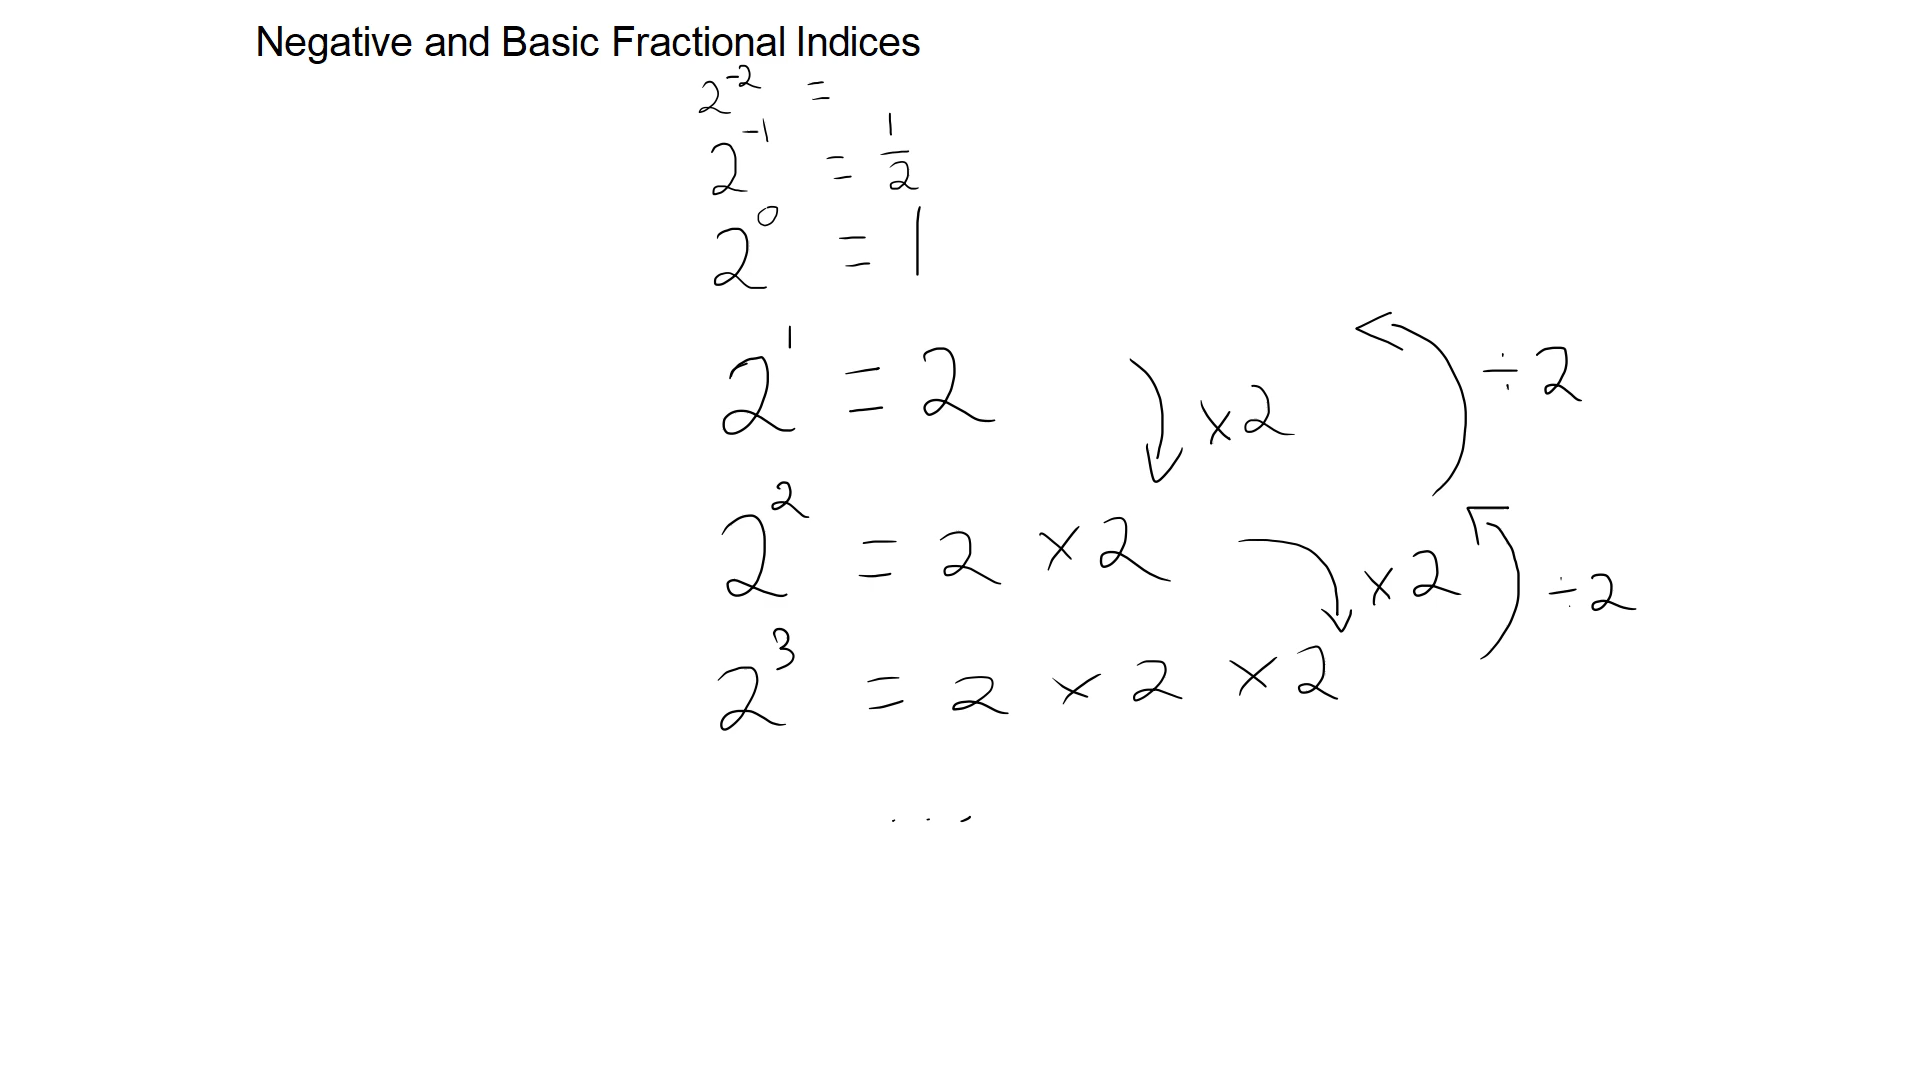 Negative and Basic Fractional Indices
2⁻² =
2⁻¹ = 1/2
2⁰ = 1
2¹ = 2
×2
÷2
2² = 2 × 2
×2
÷2
2³ = 2 × 2 × 2
...